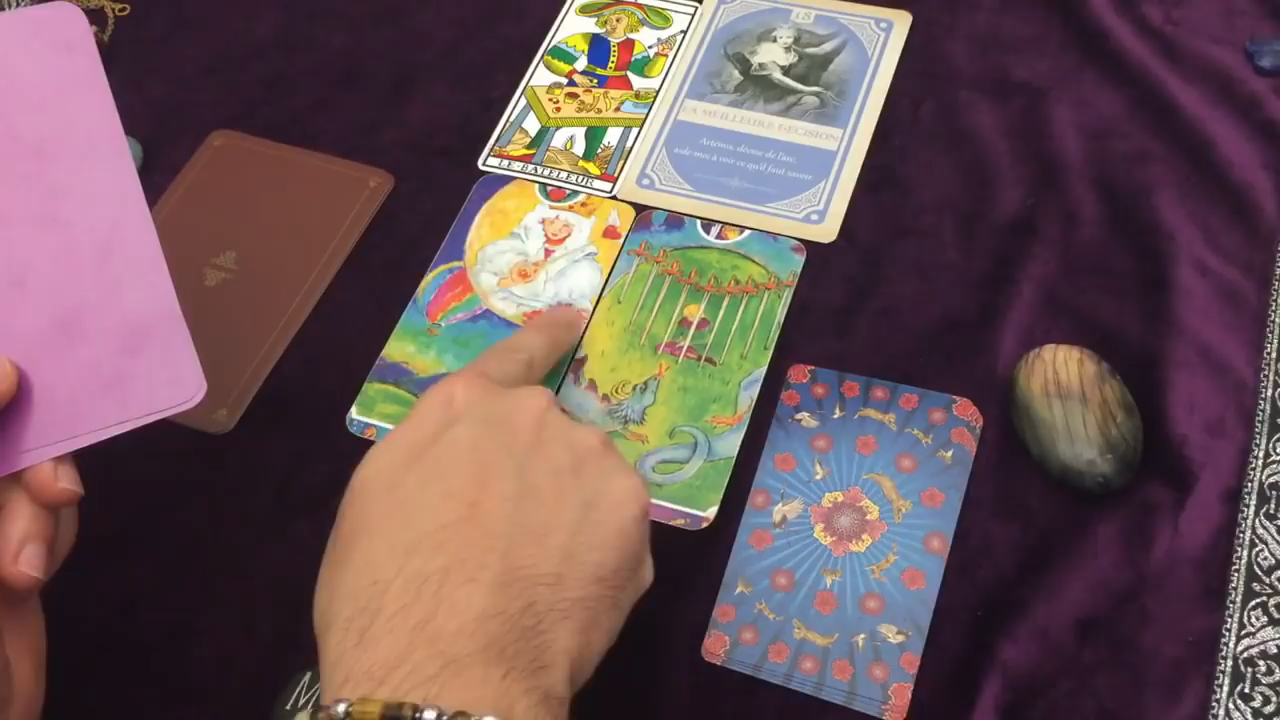 LE·BATELEUR
18
LA MEILLEURE DÉCISION
Artémis, déesse de l'arc,
aide-moi à voir ce qu'il faut savoir
M